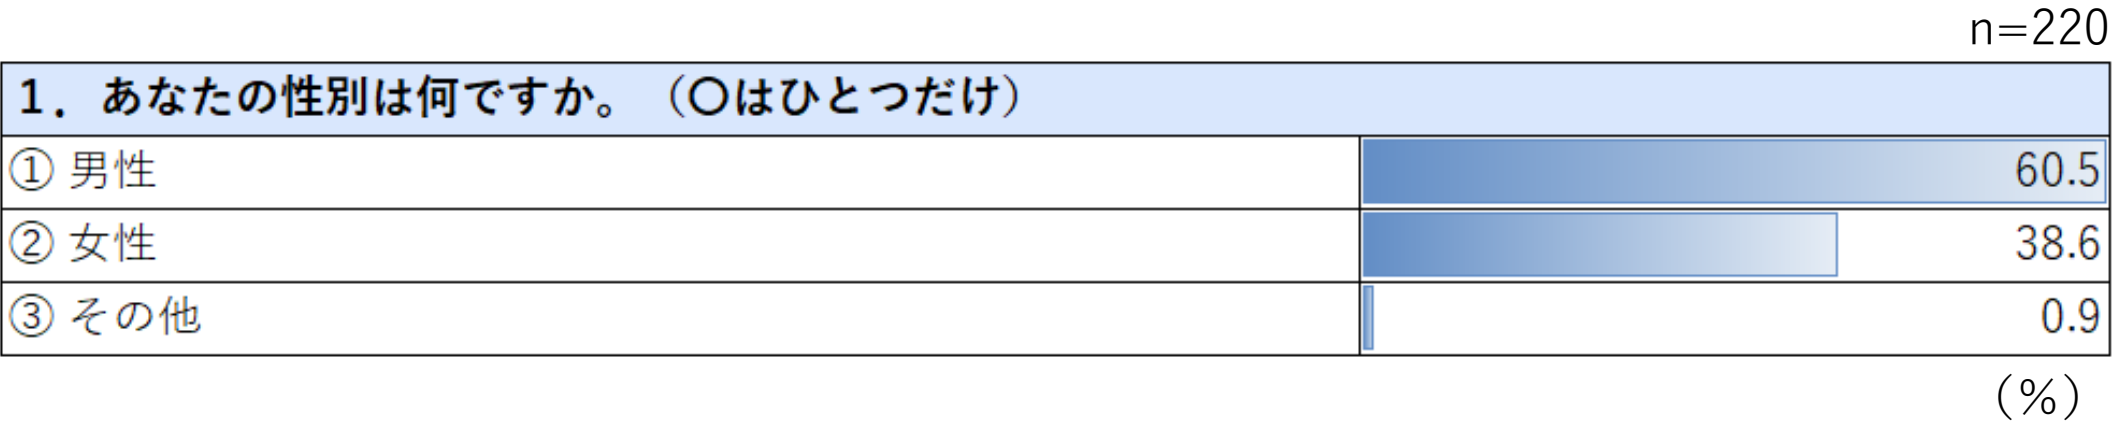 n=220
1．あなたの性別は何ですか。（〇はひとつだけ）
① 男性 60.5
② 女性 38.6
③ その他 0.9
（%）